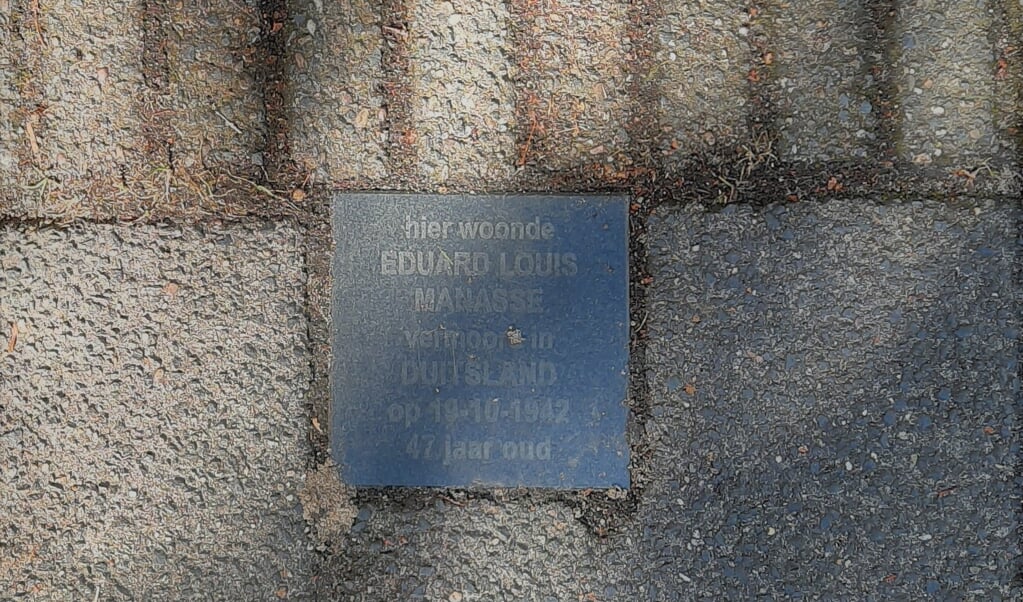 hier woonde
EDUARD LOUIS
MANASSE
vermoord in
DUITSLAND
op 19-10-1942
47 jaar oud